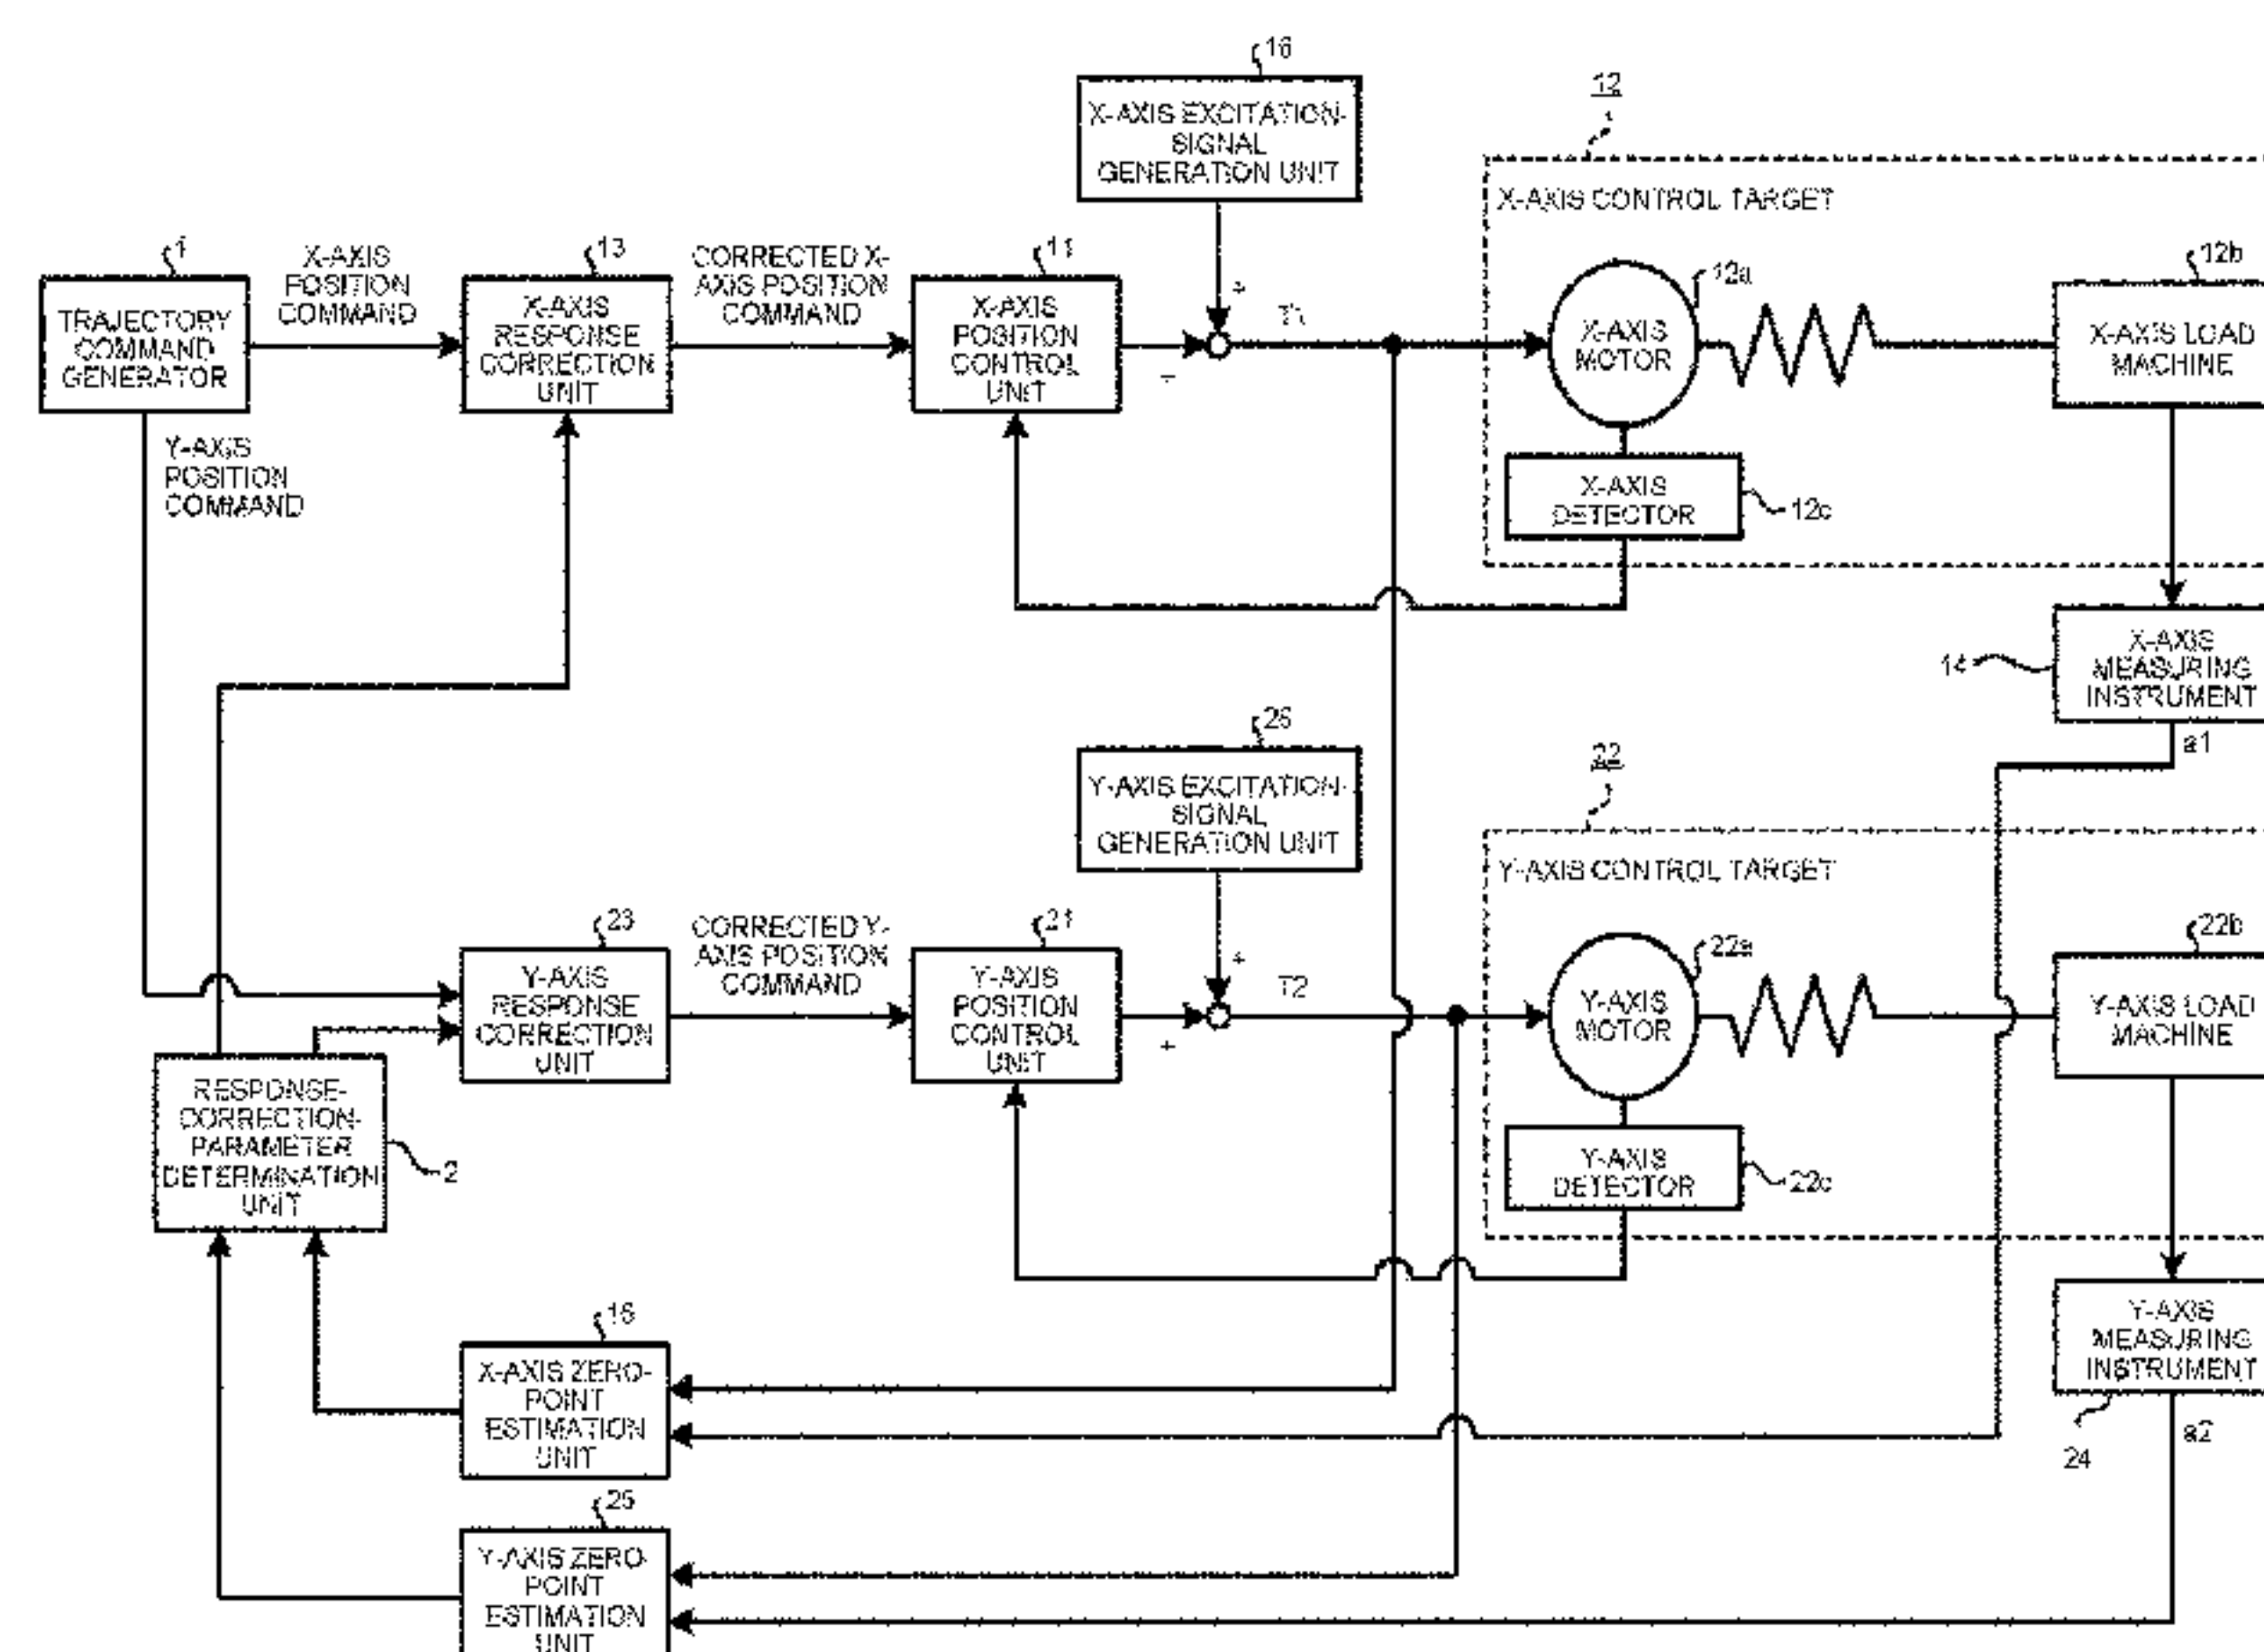 16
X-AXIS EXCITATION-
SIGNAL
GENERATION UNIT
12
X-AXIS CONTROL TARGET
1
TRAJECTORY
COMMAND
GENERATOR
X-AXIS
POSITION
COMMAND
13
X-AXIS
RESPONSE
CORRECTION
UNIT
CORRECTED X-
AXIS POSITION
COMMAND
11
X-AXIS
POSITION
CONTROL
UNIT
+
T1
12a
X-AXIS
MOTOR
12b
X-AXIS LOAD
MACHINE
Y-AXIS
POSITION
COMMAND
X-AXIS
DETECTOR
12c
14
X-AXIS
MEASURING
INSTRUMENT
a1
26
Y-AXIS EXCITATION-
SIGNAL
GENERATION UNIT
22
Y-AXIS CONTROL TARGET
23
Y-AXIS
RESPONSE
CORRECTION
UNIT
CORRECTED Y-
AXIS POSITION
COMMAND
21
Y-AXIS
POSITION
CONTROL
UNIT
+
+
T2
22a
Y-AXIS
MOTOR
22b
Y-AXIS LOAD
MACHINE
RESPONSE-
CORRECTION-
PARAMETER
DETERMINATION
UNIT
2
Y-AXIS
DETECTOR
22c
X-AXIS ZERO-
POINT
ESTIMATION
UNIT
Y-AXIS
MEASURING
INSTRUMENT
24
a2
25
Y-AXIS ZERO-
POINT
ESTIMATION
UNIT